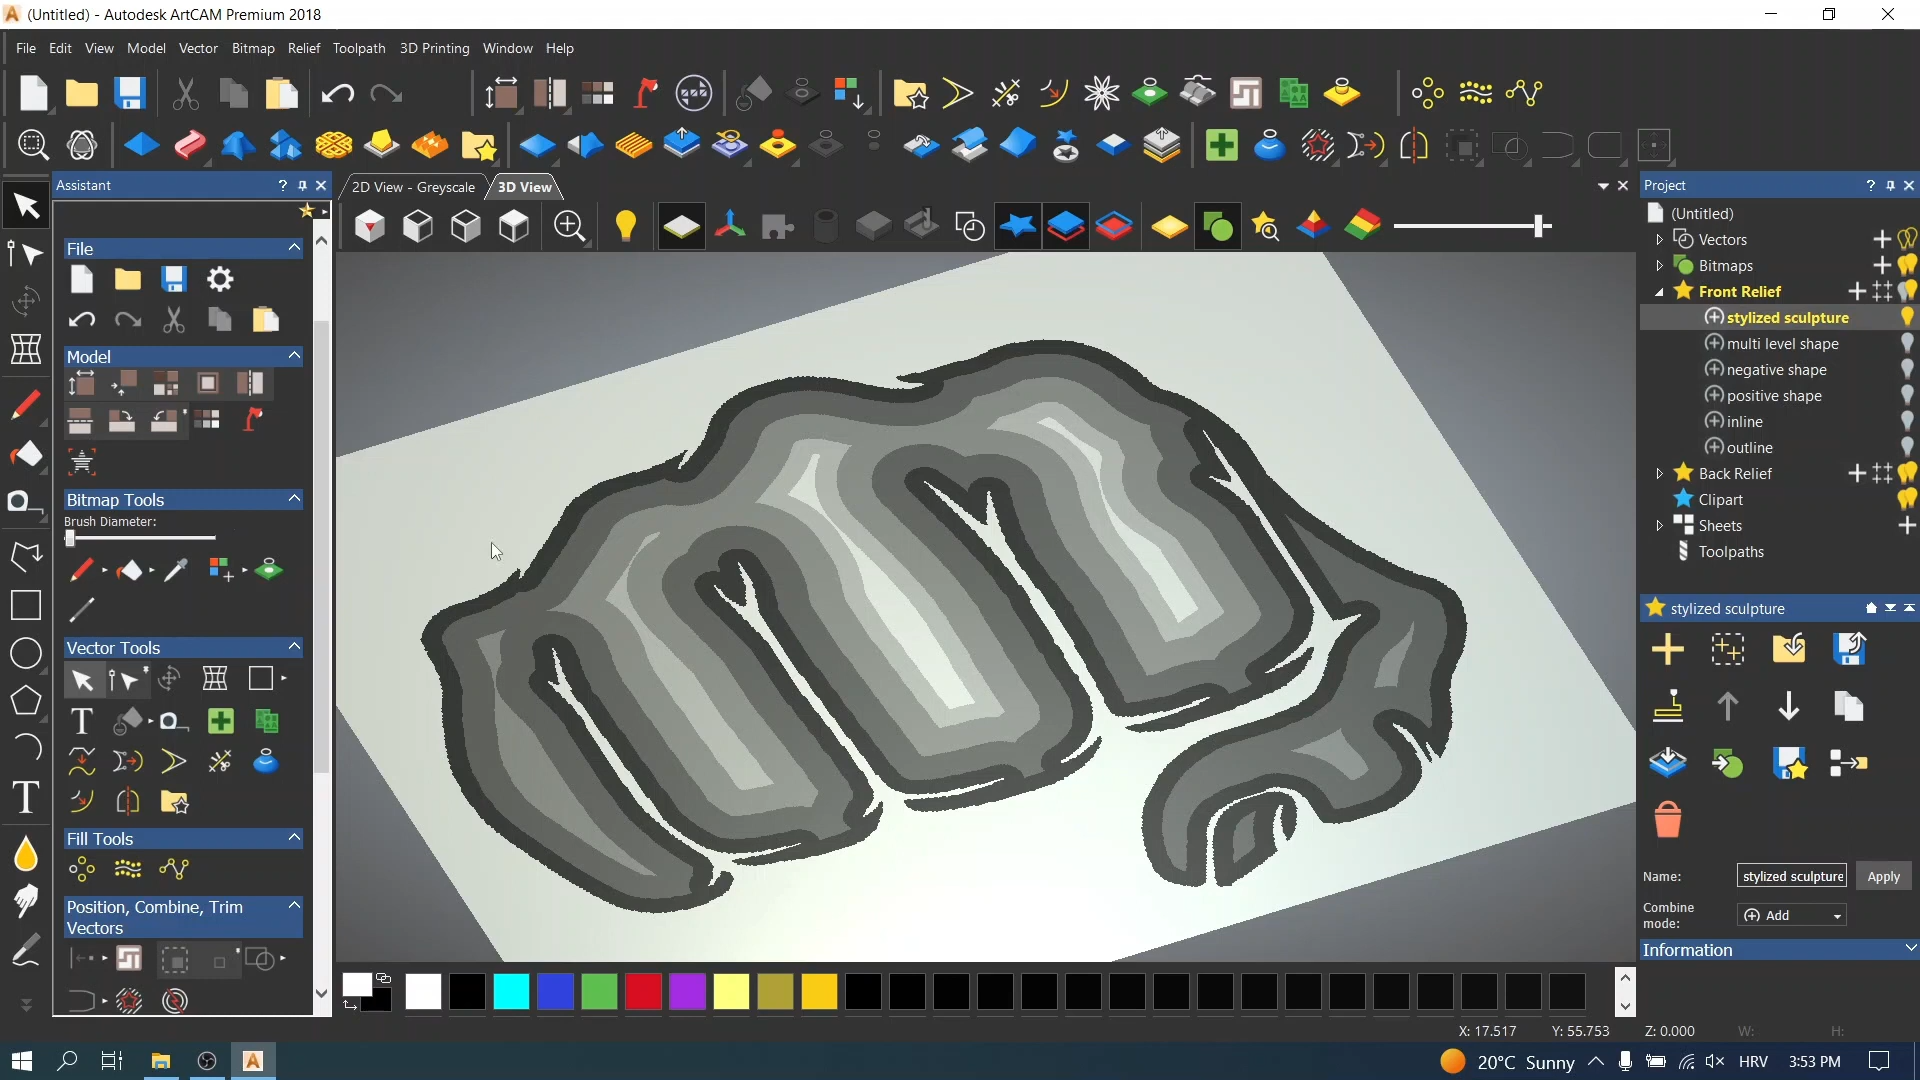 (Untitled) - Autodesk ArtCAM Premium 2018
File Edit View Model Vector Bitmap Relief Toolpath 3D Printing Window Help
Assistant
?
2D View - Greyscale
3D View
Project
?
File
Model
Bitmap Tools
Brush Diameter:
Vector Tools
Fill Tools
Position, Combine, Trim
Vectors
(Untitled)
Vectors
Bitmaps
Front Relief
stylized sculpture
multi level shape
negative shape
positive shape
inline
outline
Back Relief
Clipart
Sheets
Toolpaths
stylized sculpture
Name: stylized sculpture Apply
Combine
mode:
Add
Information
X: 17.517 Y: 55.753 Z: 0.000 W: H:
20°C Sunny HRV 3:53 PM